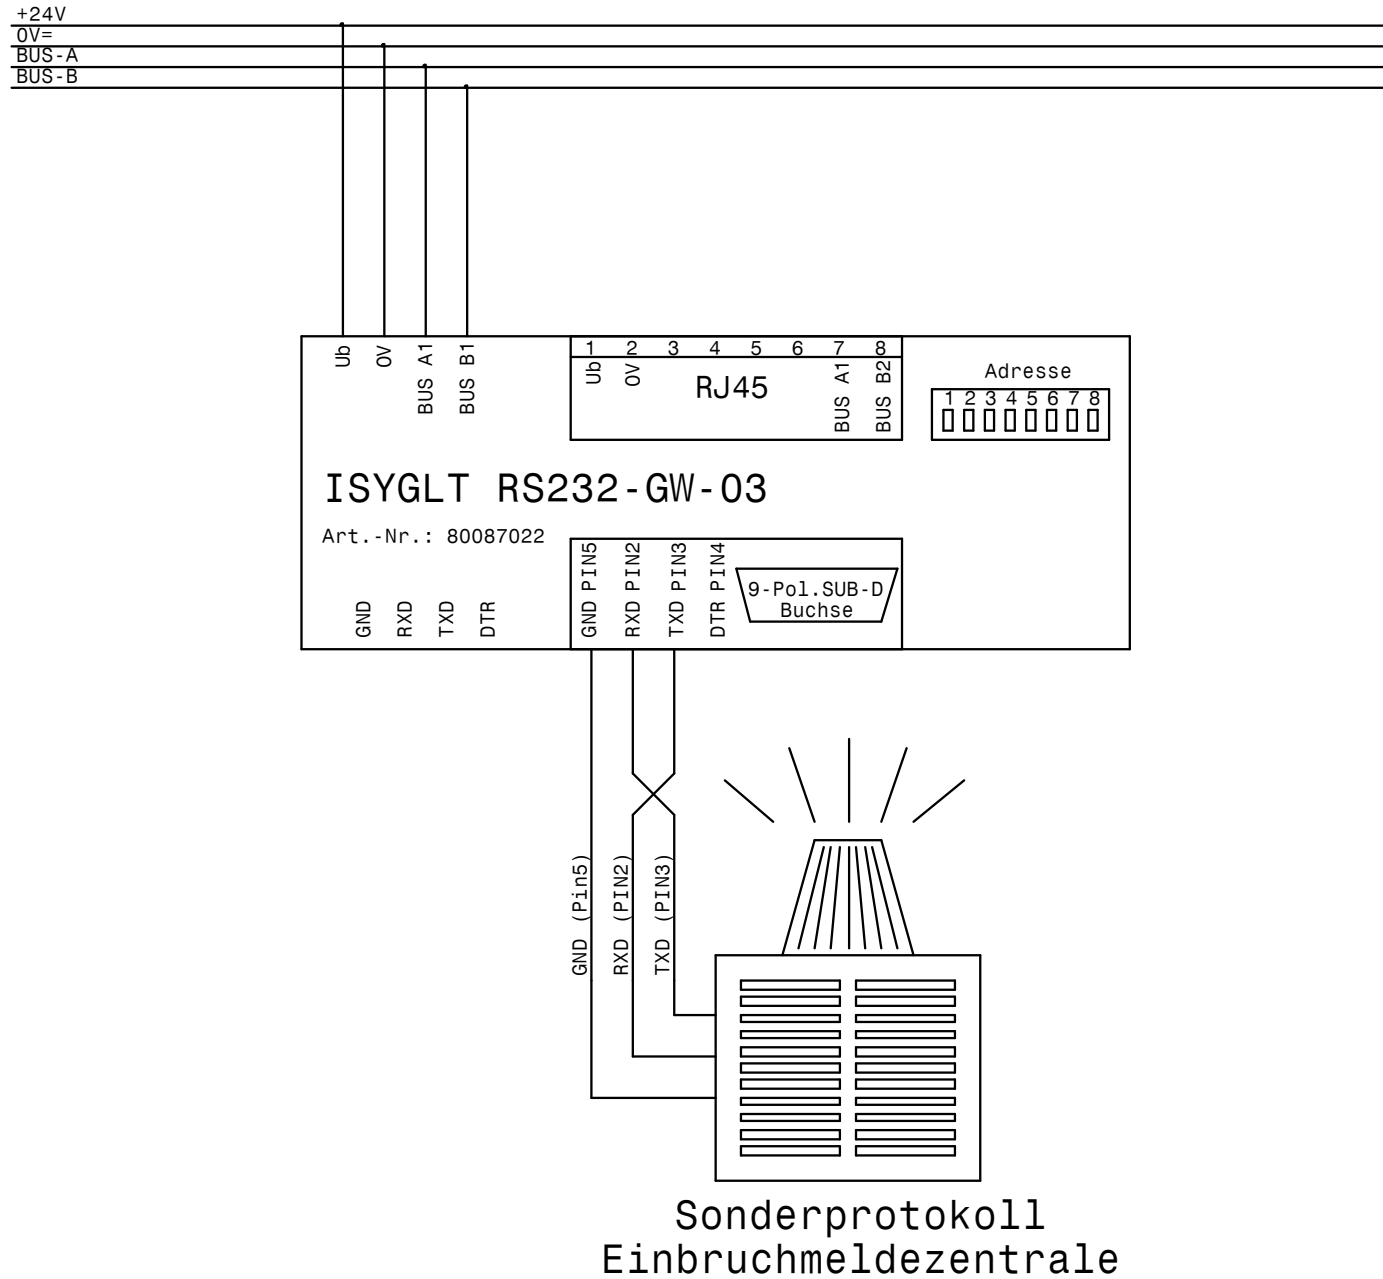 +24V
0V=
BUS-A
BUS-B
Ub
0V
BUS A1
BUS B1
1 2 3 4 5 6 7 8
Ub
0V
RJ45
BUS A1
BUS B2
Adresse
1 2 3 4 5 6 7 8
ISYGLT RS232-GW-03
Art.-Nr.: 80087022
GND
RXD
TXD
DTR
GND PIN5
RXD PIN2
TXD PIN3
DTR PIN4
9-Pol.SUB-D
Buchse
GND (Pin5)
RXD (PIN2)
TXD (PIN3)
Sonderprotokoll
Einbruchmeldezentrale